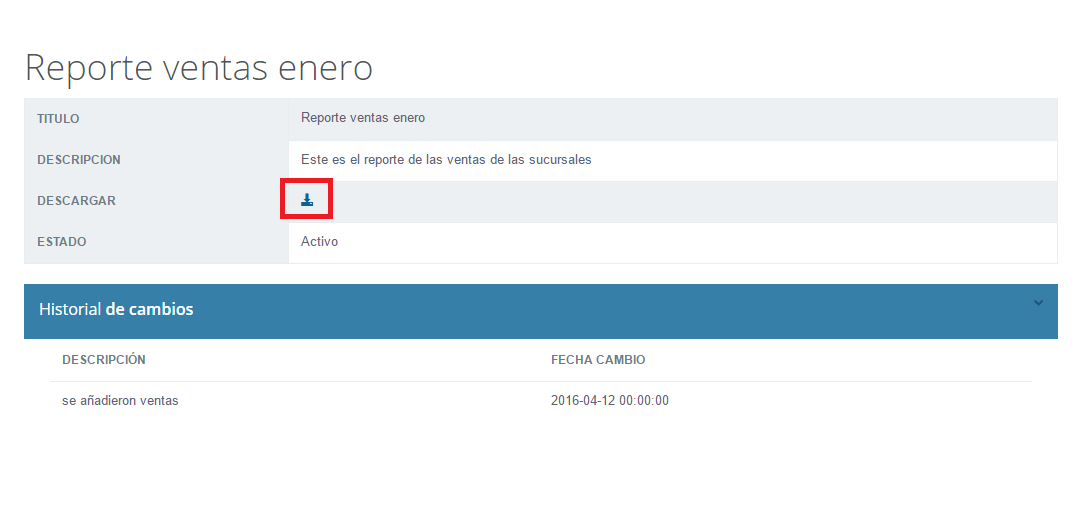 Reporte ventas enero
TITULO Reporte ventas enero
DESCRIPCION Este es el reporte de las ventas de las sucursales
DESCARGAR
ESTADO Activo
Historial de cambios
DESCRIPCIÓN FECHA CAMBIO
se añadieron ventas 2016-04-12 00:00:00